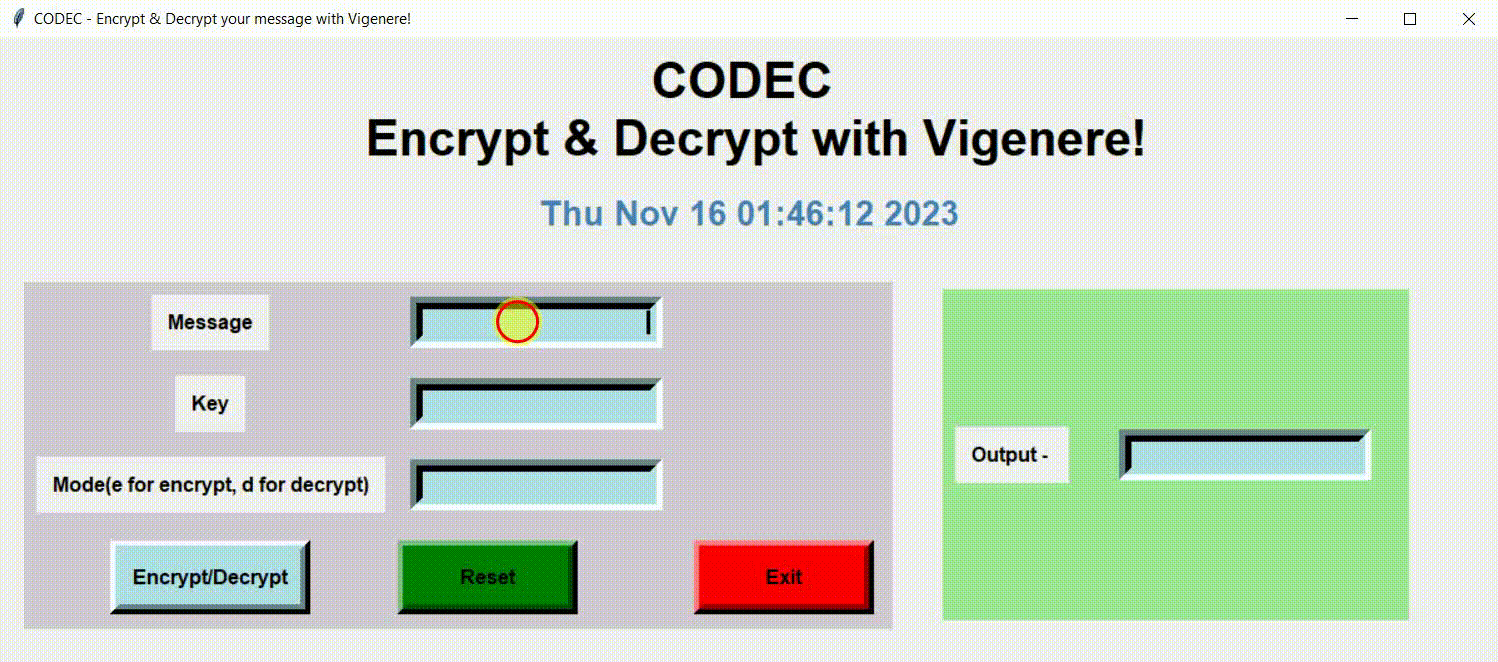 CODEC - Encrypt & Decrypt your message with Vigenere!
CODEC
Encrypt & Decrypt with Vigenere!
Thu Nov 16 01:46:12 2023
Message
Key
Mode(e for encrypt, d for decrypt)
Encrypt/Decrypt
Reset
Exit
Output -